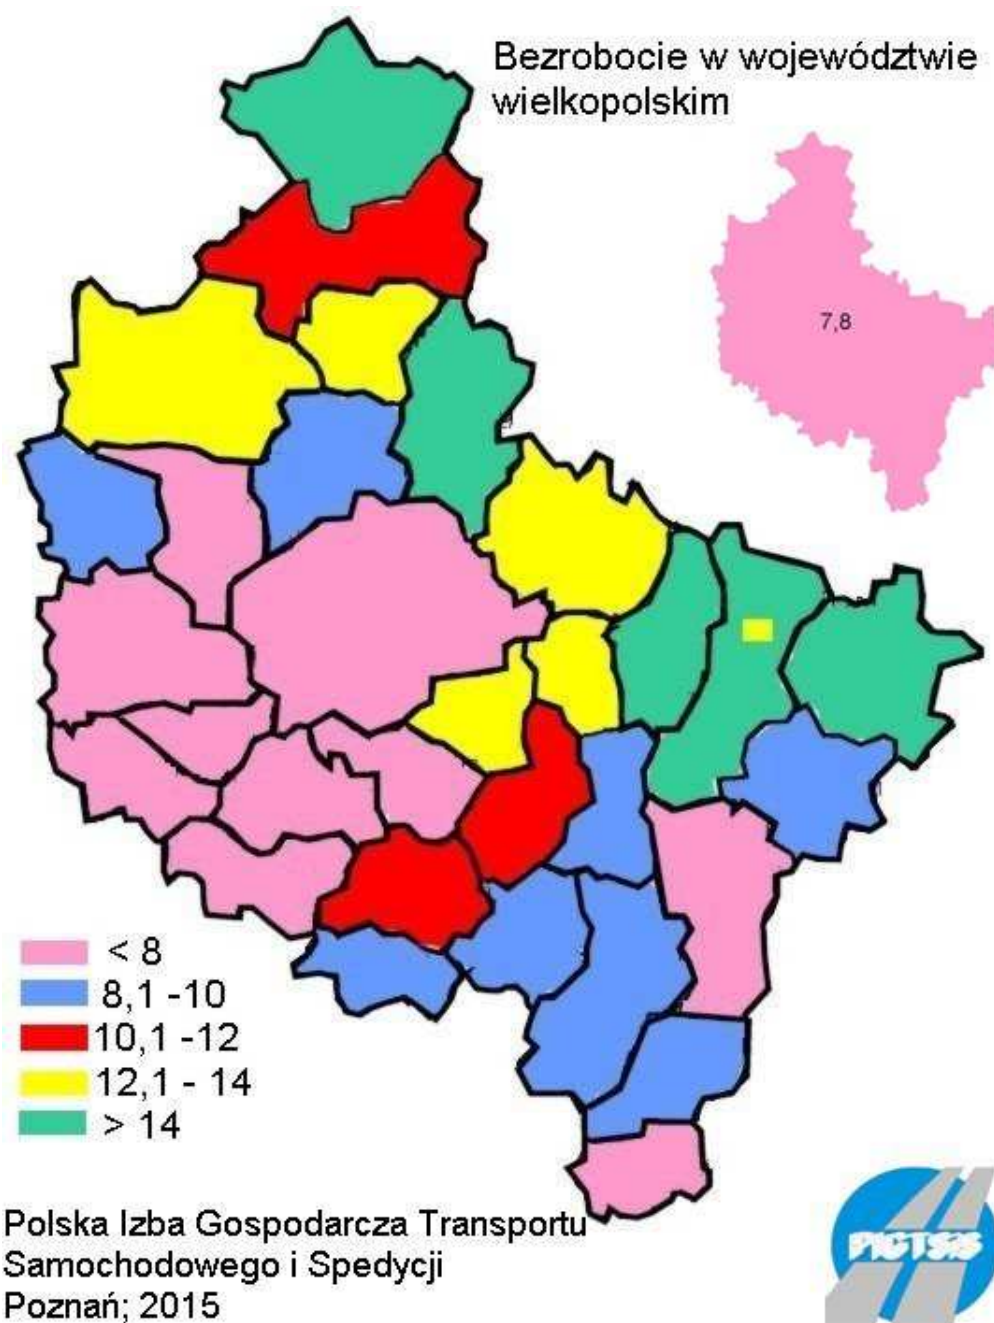 Bezrobocie w województwie
wielkopolskim
7,8
< 8
8,1 -10
10,1 -12
12,1 - 14
> 14
Polska Izba Gospodarcza Transportu
Samochodowego i Spedycji
Poznań; 2015
PIGTSiS